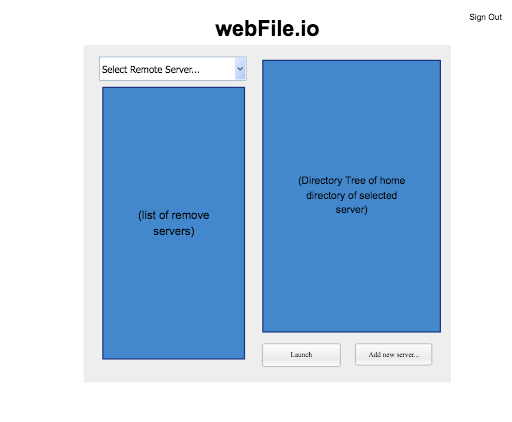 Sign Out
webFile.io
Select Remote Server...
(list of remove
servers)
(Directory Tree of home
directory of selected
server)
Launch
Add new server...